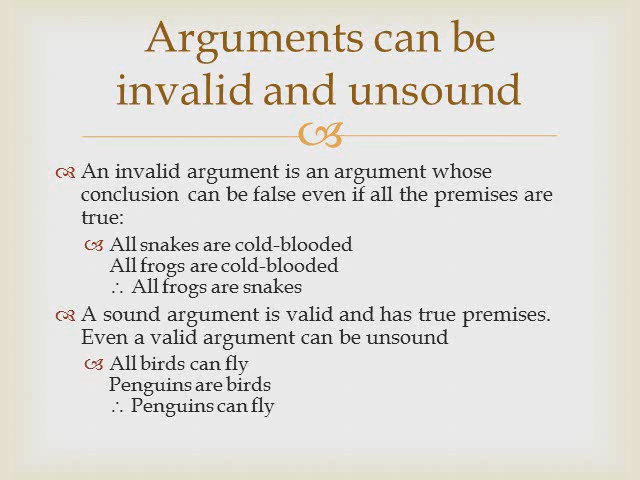 Arguments can be
invalid and unsound
An invalid argument is an argument whose
conclusion can be false even if all the premises are
true:
All snakes are cold-blooded
All frogs are cold-blooded
∴ All frogs are snakes
A sound argument is valid and has true premises.
Even a valid argument can be unsound
All birds can fly
Penguins are birds
∴ Penguins can fly